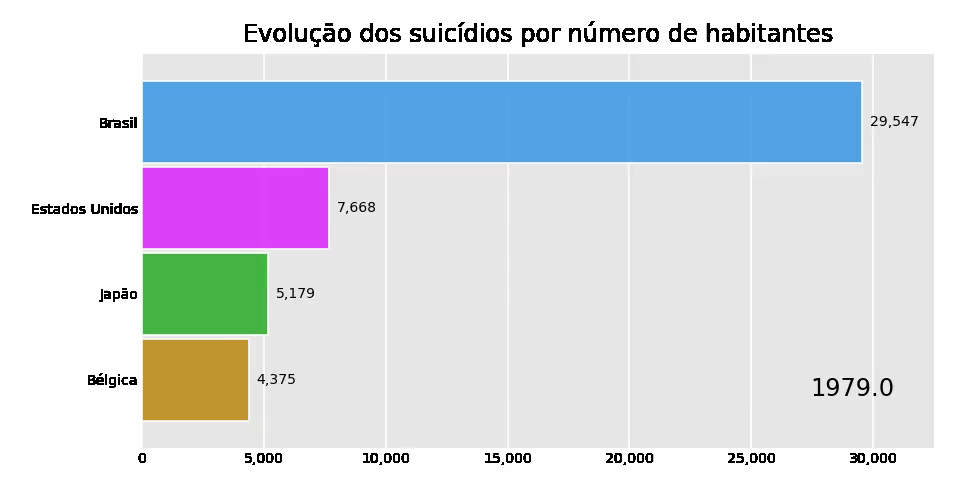 Evolução dos suicídios por número de habitantes
Brasil
29,547
Estados Unidos
7,668
Japão
5,179
Bélgica
4,375
1979.0
0 5,000 10,000 15,000 20,000 25,000 30,000